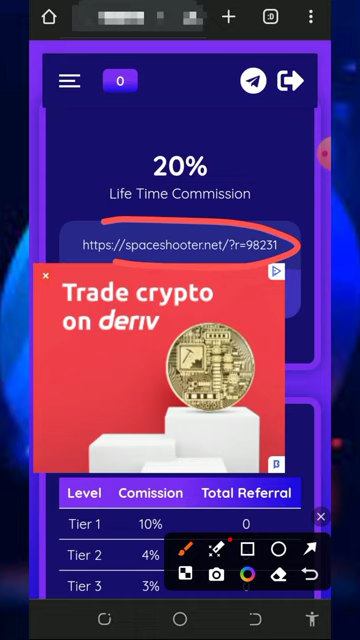 :D
0
20%
Life Time Commission
https://spaceshooter.net/?r=98231
Trade crypto
on deriv
Level Comission Total Referral
Tier 1 10% 0
Tier 2 4%
Tier 3 3%